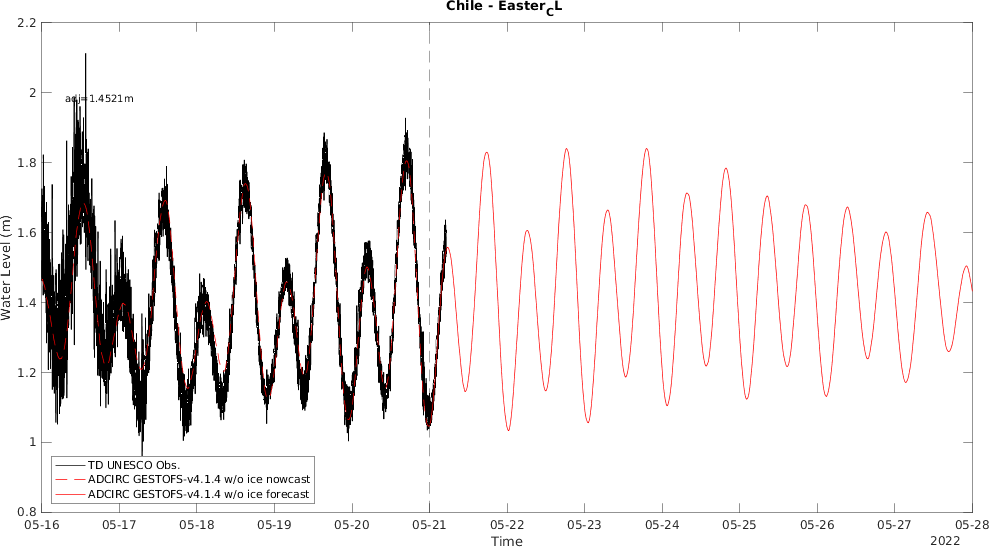 Chile - Easter_CL
2.2
2
1.8
1.6
1.4
1.2
1
0.8
Water Level (m)
adj=1.4521m
TD UNESCO Obs.
ADCIRC GESTOFS-v4.1.4 w/o ice nowcast
ADCIRC GESTOFS-v4.1.4 w/o ice forecast
05-16 05-17 05-18 05-19 05-20 05-21 05-22 05-23 05-24 05-25 05-26 05-27 05-28
Time
2022